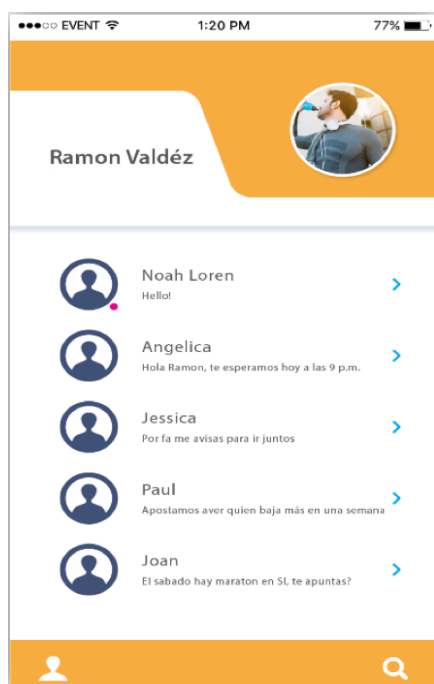 EVENT 1:20 PM 77%
Ramon Valdéz
Noah Loren
Hello!
Angelica
Hola Ramon, te esperamos hoy a las 9 p.m.
Jessica
Por fa me avisas para ir juntos
Paul
Apostamos aver quien baja más en una semana
Joan
El sabado hay maraton en SI, te apuntas?